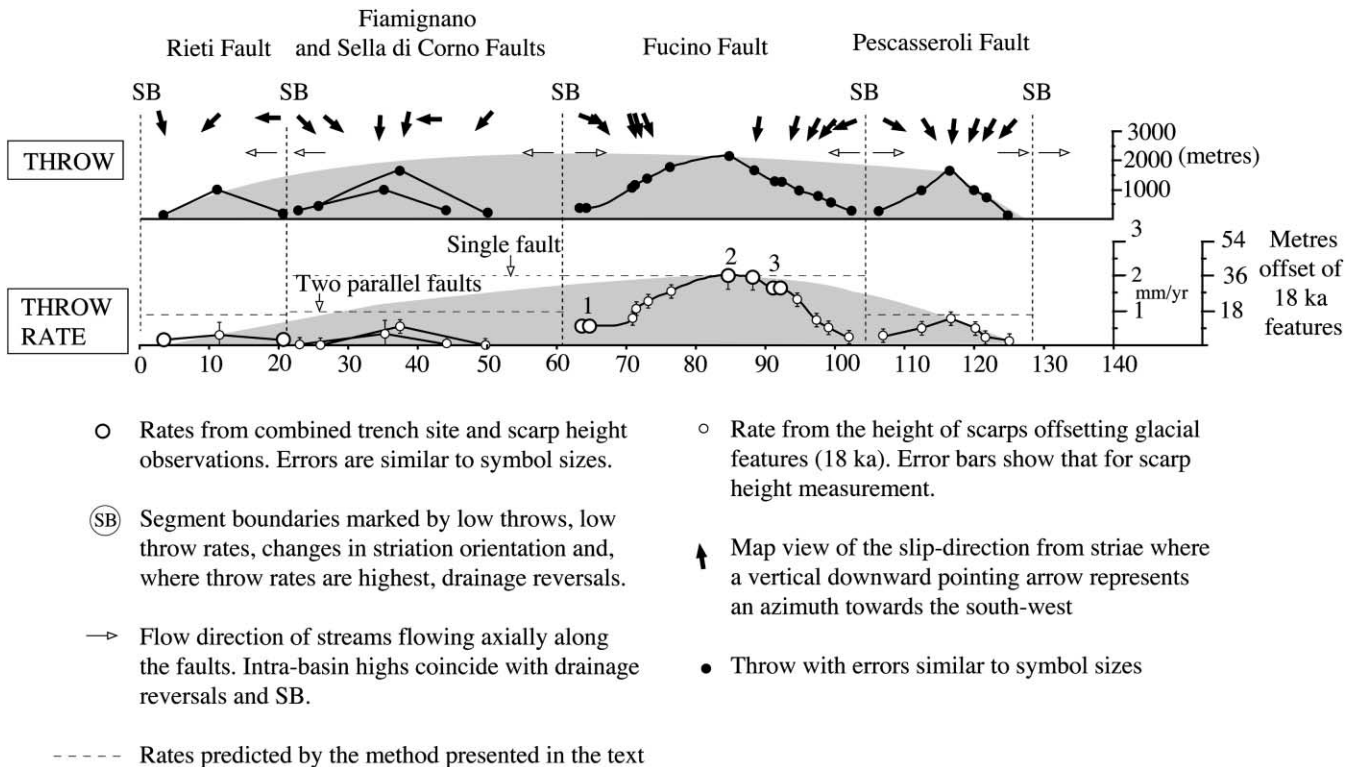 Rieti Fault
Fiamignano
and Sella di Corno Faults
Fucino Fault
Pescasseroli Fault
SB
SB
SB
SB
SB
THROW
3000
2000 (metres)
1000
Single fault
Two parallel faults
1
2
3
THROW
RATE
3
2
mm/yr
1
54
36
18
Metres
offset of
18 ka
features
0 10 20 30 40 50 60 70 80 90 100 110 120 130 140
Rates from combined trench site and scarp height
observations. Errors are similar to symbol sizes.
SB Segment boundaries marked by low throws, low
throw rates, changes in striation orientation and,
where throw rates are highest, drainage reversals.
Flow direction of streams flowing axially along
the faults. Intra-basin highs coincide with drainage
reversals and SB.
Rates predicted by the method presented in the text
Rate from the height of scarps offsetting glacial
features (18 ka). Error bars show that for scarp
height measurement.
Map view of the slip-direction from striae where
a vertical downward pointing arrow represents
an azimuth towards the south-west
Throw with errors similar to symbol sizes